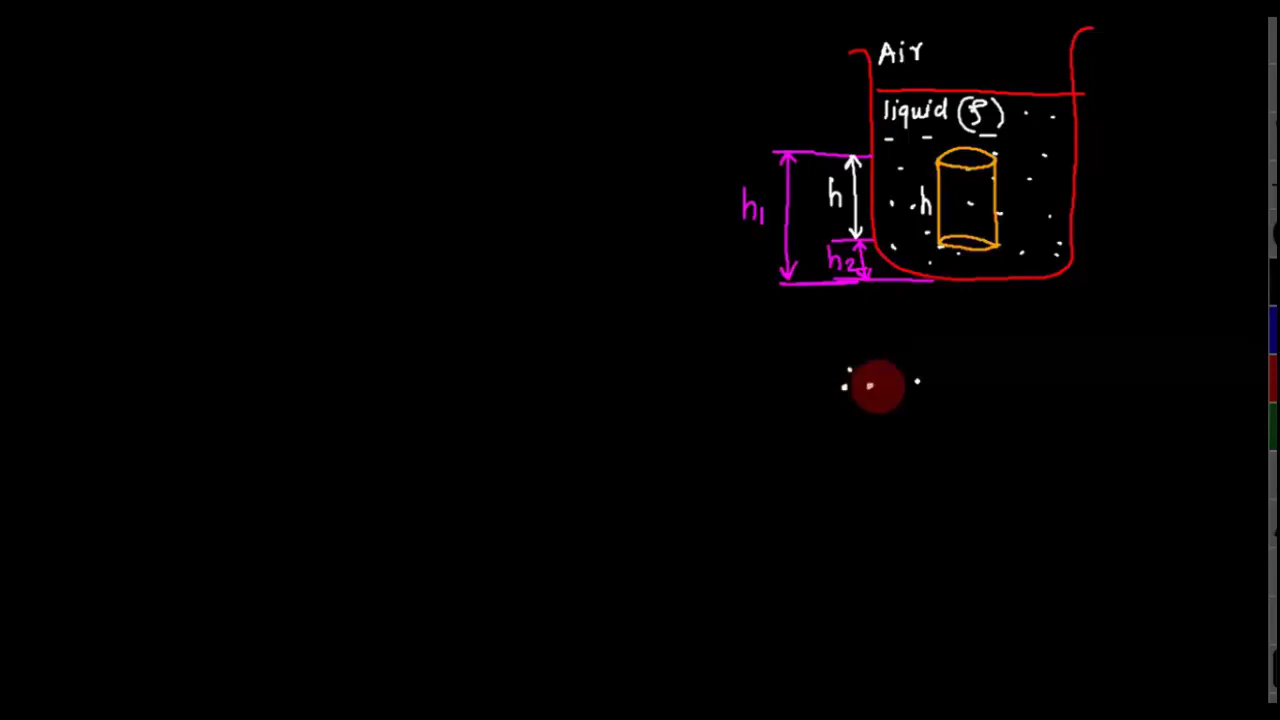 Air
liquid (ρ)
h₁
h
h
h₂